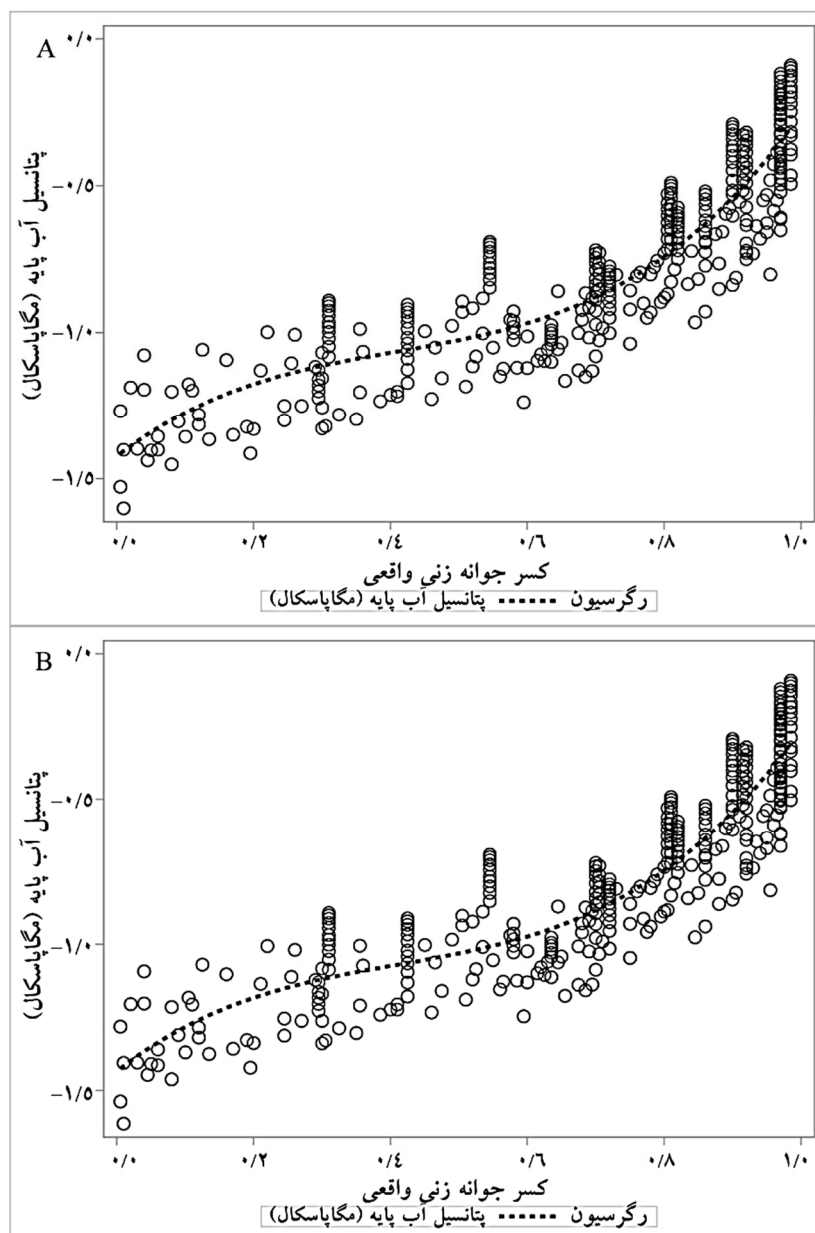 A
پتانسیل آب پایه (مگاپاسکال)
۰/۰
−۰/۵
−۱/۰
−۱/۵
۰/۰ ۰/۲ ۰/۴ ۰/۶ ۰/۸ ۱/۰
کسر جوانه زنی واقعی
پتانسیل آب پایه (مگاپاسکال) رگرسیون
B
پتانسیل آب پایه (مگاپاسکال)
۰/۰
−۰/۵
−۱/۰
−۱/۵
۰/۰ ۰/۲ ۰/۴ ۰/۶ ۰/۸ ۱/۰
کسر جوانه زنی واقعی
پتانسیل آب پایه (مگاپاسکال) رگرسیون